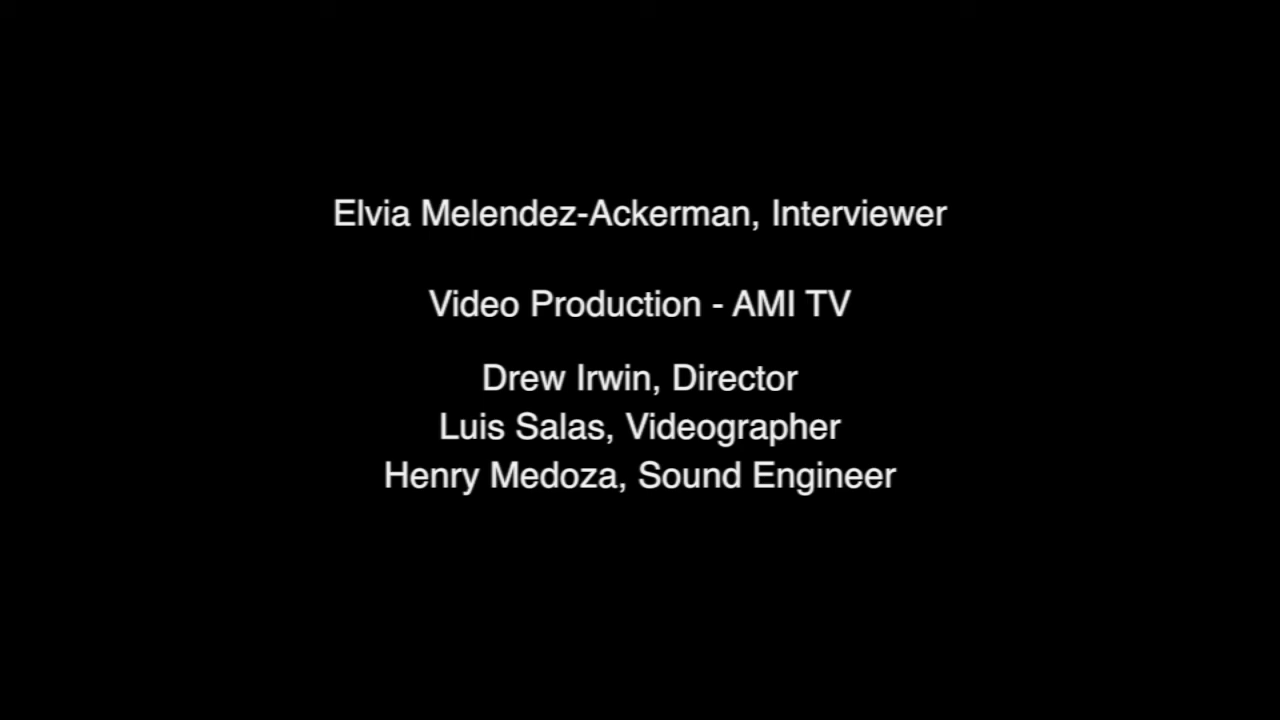 Elvia Melendez-Ackerman, Interviewer
Video Production - AMI TV
Drew Irwin, Director
Luis Salas, Videographer
Henry Medoza, Sound Engineer